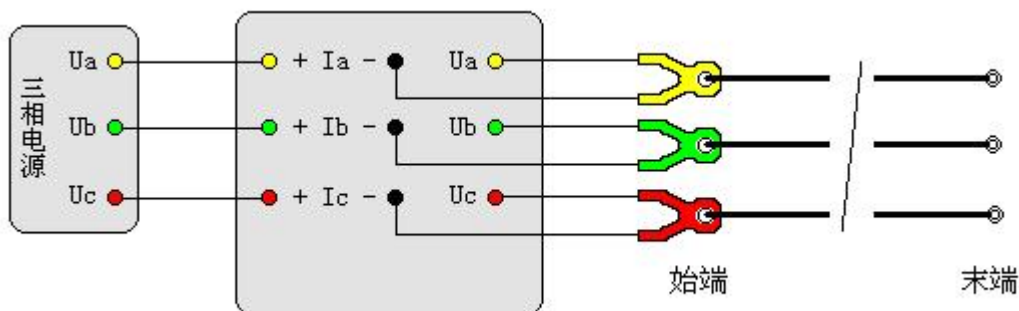 三相电源
Ua + Ia - Ua
Ub + Ib - Ub
Uc + Ic - Uc
始端 末端